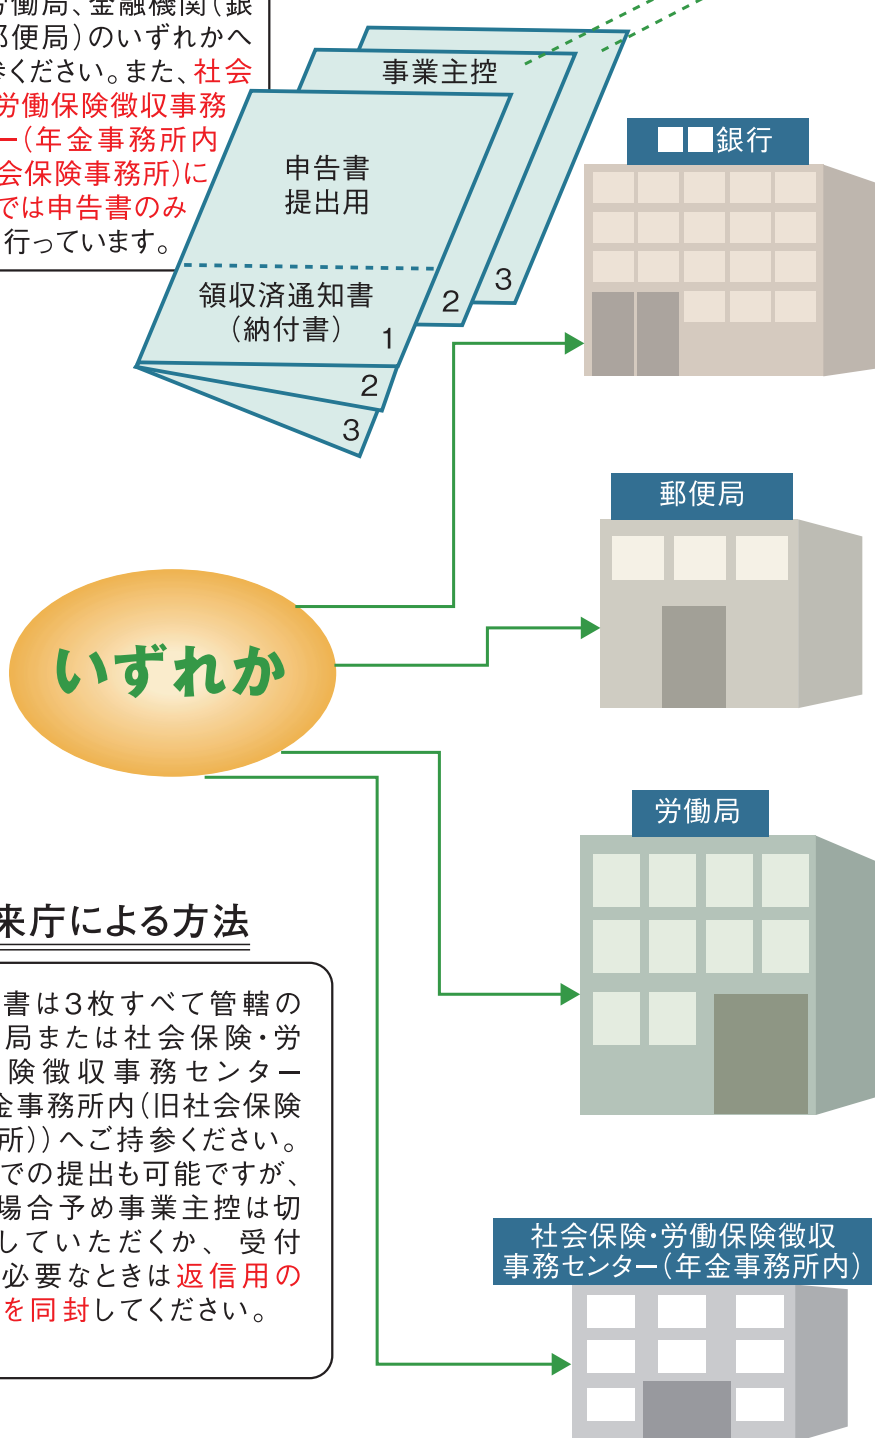 労働局、金融機関（銀
郵便局）のいずれかへ
参ください。また、社会
労働保険徴収事務
ー（年金事務所内
会保険事務所）に
では申告書のみ
行っています。
事業主控
申告書
提出用
領収済通知書
（納付書）
1
2
3
2
3
□□銀行
郵便局
いずれか
労働局
来庁による方法
書は3枚すべて管轄の
局または社会保険・労
険徴収事務センター
金事務所内（旧社会保険
所））へご持参ください。
での提出も可能ですが、
場合予め事業主控は切
していただくか、受付
必要なときは返信用の
を同封してください。
社会保険・労働保険徴収
事務センター（年金事務所内）